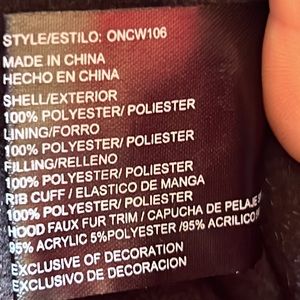 STYLE/ESTILO: ONCW106
MADE IN CHINA
HECHO EN CHINA
SHELL/EXTERIOR
100% POLYESTER/ POLIESTER
LINING/FORRO
100% POLYESTER/ POLIESTER
FILLING/RELLENO
100% POLYESTER/ POLIESTER
RIB CUFF / ELASTICO DE MANGA
100% POLYESTER/ POLIESTER
HOOD FAUX FUR TRIM / CAPUCHA DE PELAJE
95% ACRYLIC 5%POLYESTER /95% ACRILICO
EXCLUSIVE OF DECORATION
EXCLUSIVO DE DECORACION